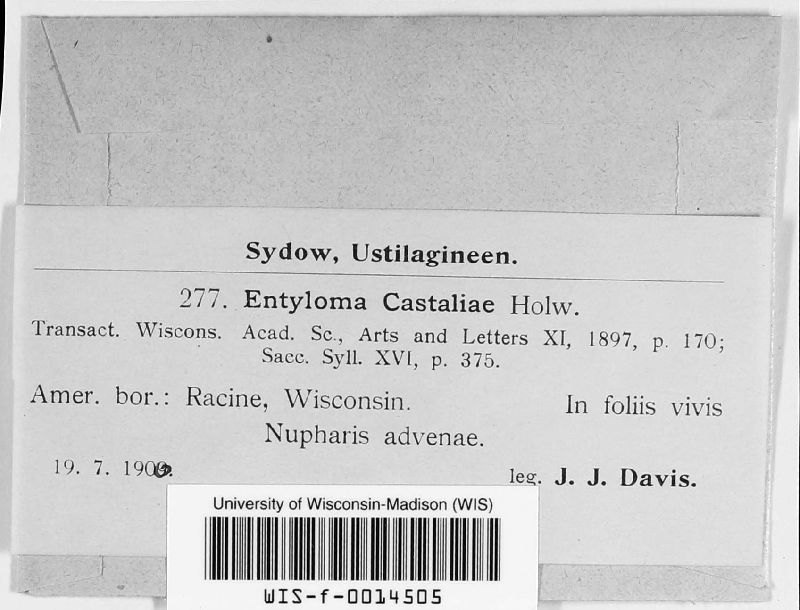 Sydow, Ustilagineen.
277. Entyloma Castaliae Holw.
Transact. Wiscons. Acad. Sc., Arts and Letters XI, 1897, p. 170;
Sacc. Syll. XVI, p. 375.
Amer. bor.: Racine, Wisconsin. In foliis vivis
Nupharis advenae.
19. 7. leg. J. J. Davis.
University of Wisconsin-Madison (WIS)
WIS-f-0014505